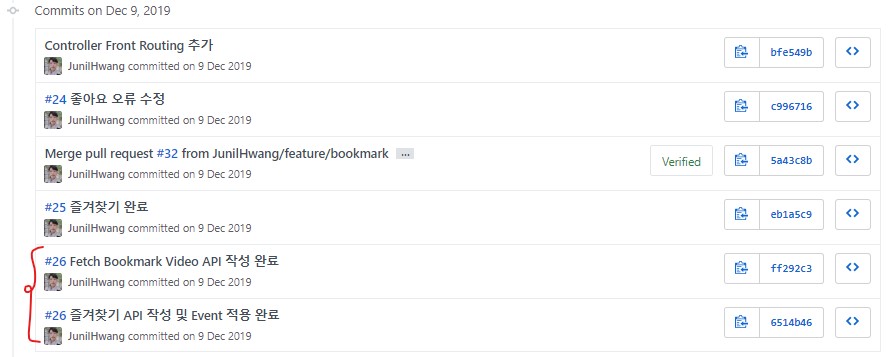 Commits on Dec 9, 2019
Controller Front Routing 추가
JunilHwang committed on 9 Dec 2019
bfe549b
#24 좋아요 오류 수정
JunilHwang committed on 9 Dec 2019
c996716
Merge pull request #32 from JunilHwang/feature/bookmark ...
JunilHwang committed on 9 Dec 2019
Verified
5a43c8b
#25 즐겨찾기 완료
JunilHwang committed on 9 Dec 2019
eb1a5c9
#26 Fetch Bookmark Video API 작성 완료
JunilHwang committed on 9 Dec 2019
ff292c3
#26 즐겨찾기 API 작성 및 Event 적용 완료
JunilHwang committed on 9 Dec 2019
6514b46